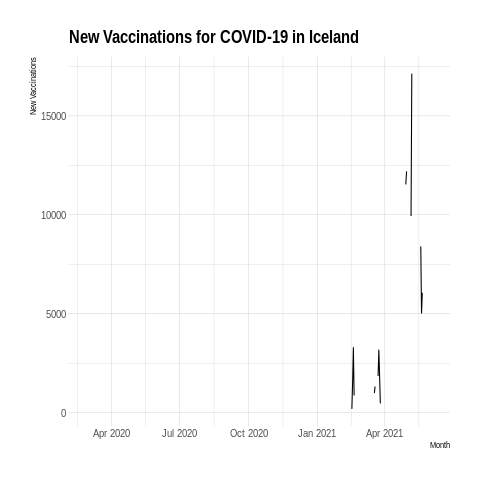 New Vaccinations for COVID-19 in Iceland
New Vaccinations
15000
10000
5000
0
Apr 2020
Jul 2020
Oct 2020
Jan 2021
Apr 2021
Month